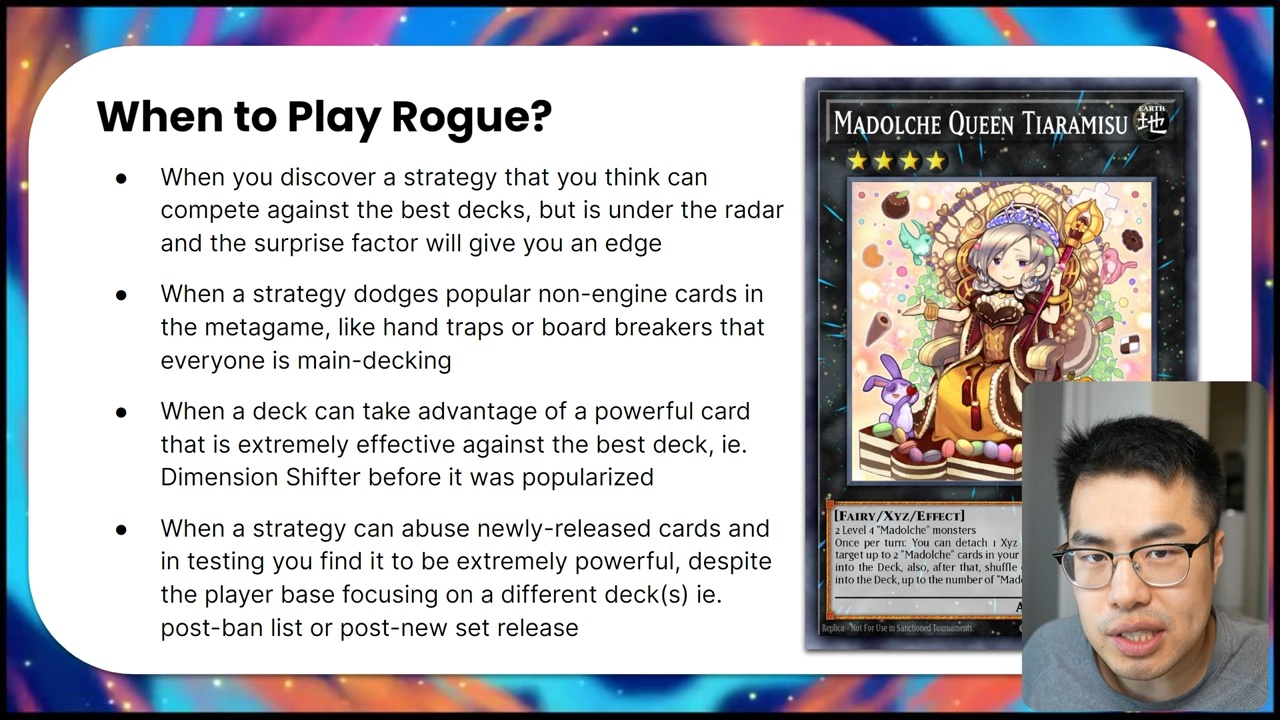 When to Play Rogue?
● When you discover a strategy that you think can
compete against the best decks, but is under the radar
and the surprise factor will give you an edge
● When a strategy dodges popular non-engine cards in
the metagame, like hand traps or board breakers that
everyone is main-decking
● When a deck can take advantage of a powerful card
that is extremely effective against the best deck, ie.
Dimension Shifter before it was popularized
● When a strategy can abuse newly-released cards and
in testing you find it to be extremely powerful, despite
the player base focusing on a different deck(s) ie.
post-ban list or post-new set release
MADOLCHE QUEEN TIARAMISU
EARTH
地
[FAIRY/XYZ/EFFECT]
2 Level 4 "Madolche" monsters
Once per turn: You can detach 1 Xyz
target up to 2 "Madolche" cards in your
into the Deck, also, after that, shuffle
into the Deck, up to the number of "Mado
Replica - Not For Use in Sanctioned Tournaments.